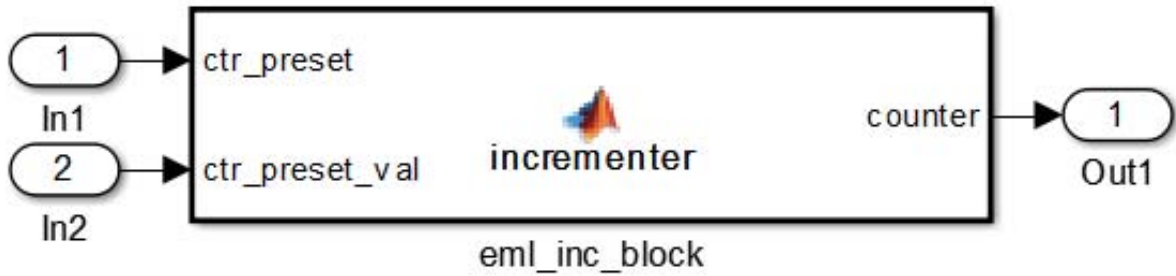 1
ctr_preset
In1
counter
1
incrementer
2
ctr_preset_val
Out1
In2
eml_inc_block